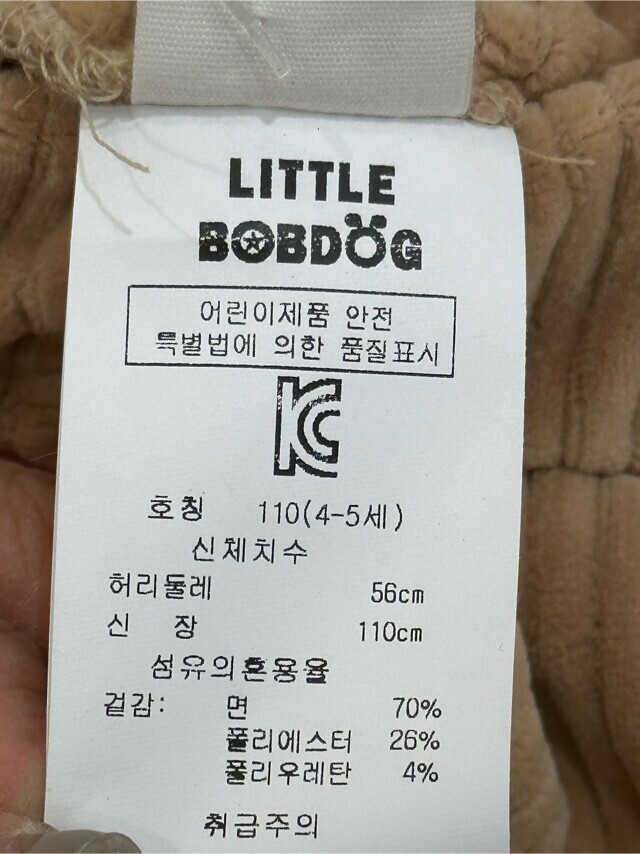 LITTLE
BOBDOG
어린이제품 안전
특별법에 의한 품질표시
KC
호칭 110(4-5세)
신체치수
허리둘레 56cm
신 장 110cm
섬유의혼용율
겉감: 면 70%
폴리에스터 26%
폴리우레탄 4%
취급주의